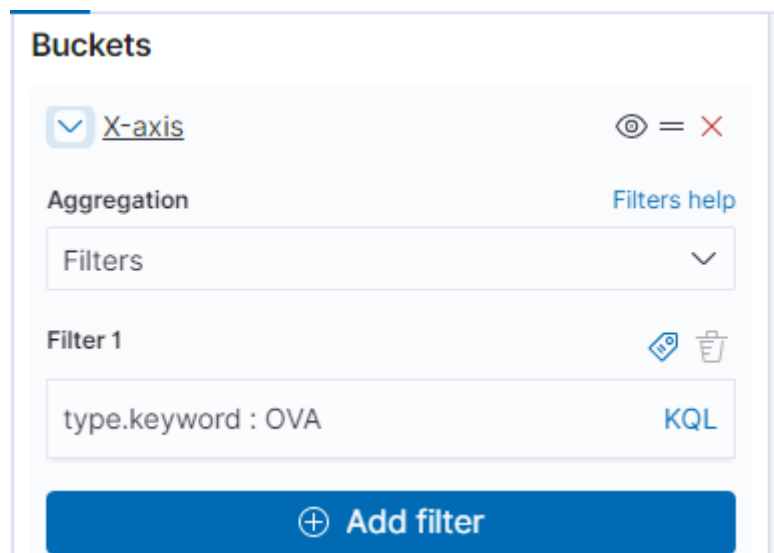 Buckets
X-axis
Aggregation Filters help
Filters
Filter 1
type.keyword : OVA KQL
Add filter